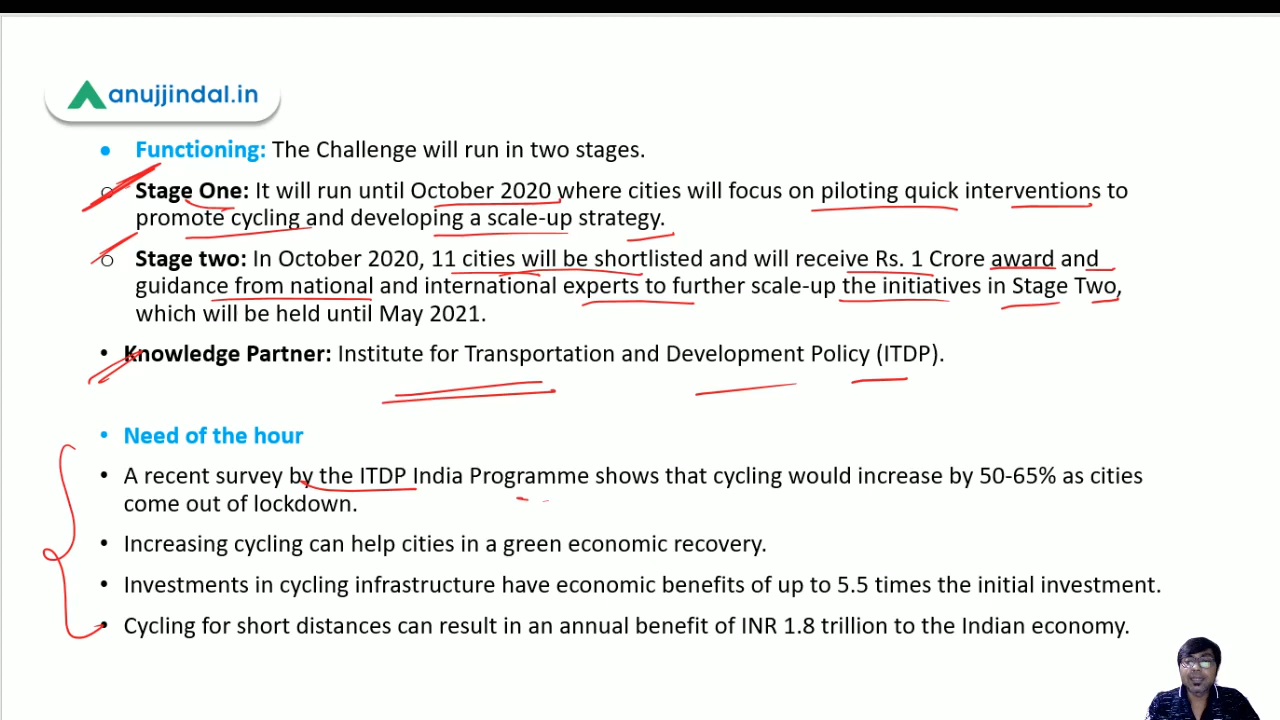 anujjindal.in
• Functioning: The Challenge will run in two stages.
○ Stage One: It will run until October 2020 where cities will focus on piloting quick interventions to
promote cycling and developing a scale-up strategy.
○ Stage two: In October 2020, 11 cities will be shortlisted and will receive Rs. 1 Crore award and
guidance from national and international experts to further scale-up the initiatives in Stage Two,
which will be held until May 2021.
• Knowledge Partner: Institute for Transportation and Development Policy (ITDP).
• Need of the hour
• A recent survey by the ITDP India Programme shows that cycling would increase by 50-65% as cities
come out of lockdown.
• Increasing cycling can help cities in a green economic recovery.
• Investments in cycling infrastructure have economic benefits of up to 5.5 times the initial investment.
• Cycling for short distances can result in an annual benefit of INR 1.8 trillion to the Indian economy.